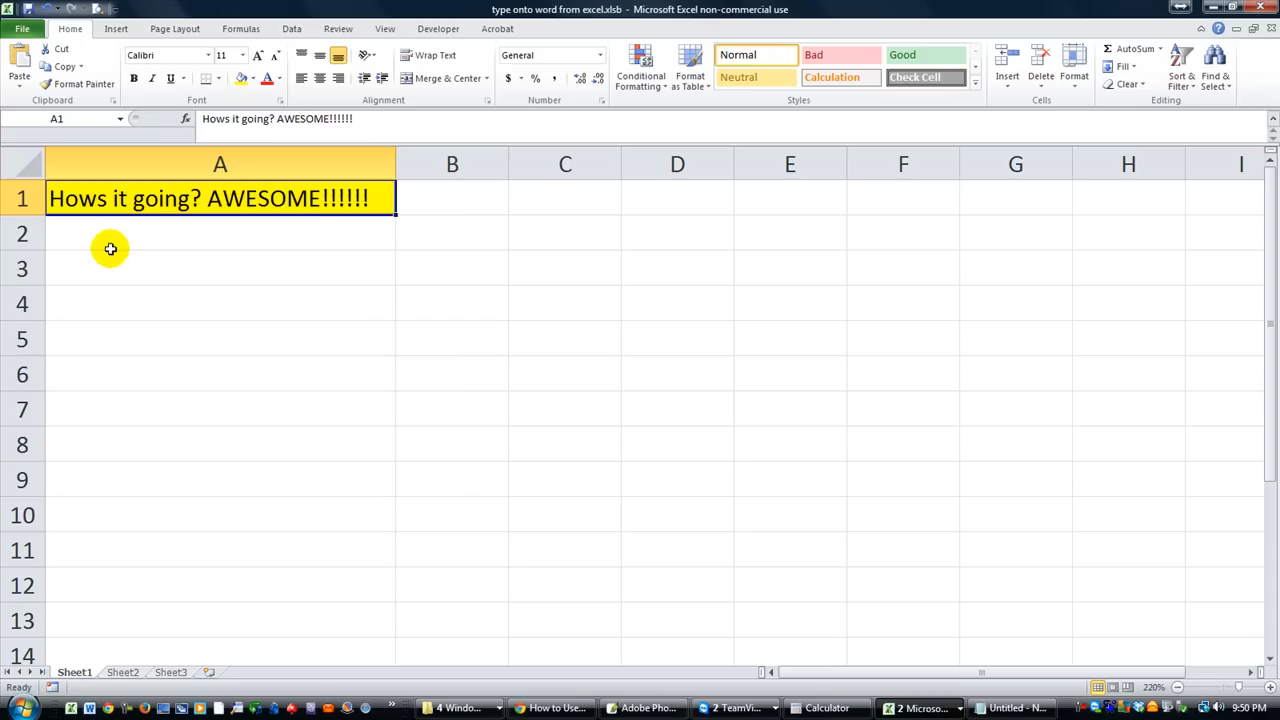 type onto word from excel.xlsb - Microsoft Excel non-commercial use
File Home Insert Page Layout Formulas Data Review View Developer Acrobat
Paste
Cut
Copy
Format Painter
Clipboard
Calibri 11
B I U
Font
Wrap Text
Merge & Center
Alignment
General
$ % ,
Number
Conditional Formatting
Format as Table
Normal Bad Good
Neutral Calculation Check Cell
Styles
Insert Delete Format
Cells
AutoSum
Fill
Clear
Sort & Filter
Find & Select
Editing
A1 fx Hows it going? AWESOME!!!!!!
A B C D E F G H I
1 Hows it going? AWESOME!!!!!!
2
3
4
5
6
7
8
9
10
11
12
13
14
Sheet1 Sheet2 Sheet3
Ready 220%
4 Windo... How to Use... Adobe Pho... 2 TeamVi... Calculator 2 Microso... Untitled - N... 9:50 PM